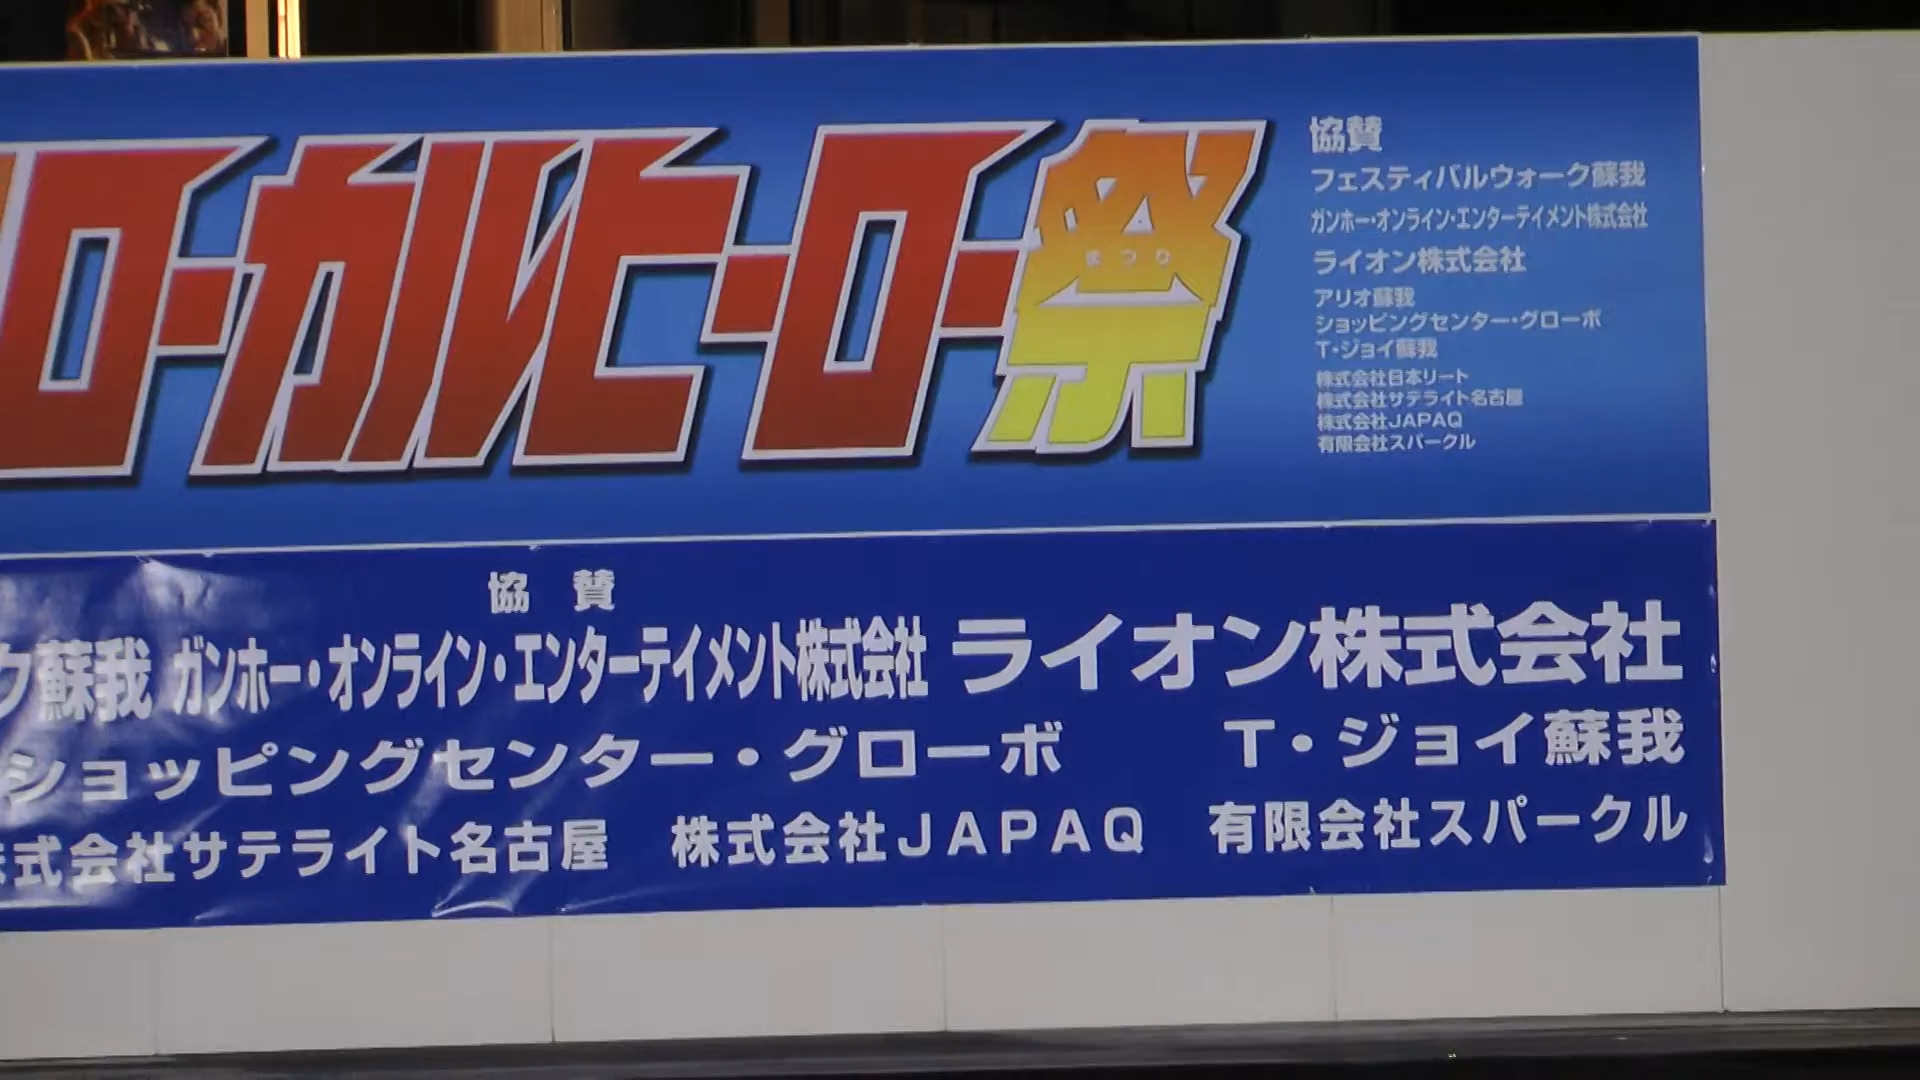 ローカルヒーロー祭
まつり
協賛
フェスティバルウォーク蘇我
ガンホー・オンライン・エンターテイメント株式会社
ライオン株式会社
アリオ蘇我
ショッピングセンター・グローボ
T・ジョイ蘇我
株式会社日本リート
株式会社サテライト名古屋
株式会社JAPAQ
有限会社スパークル
協 賛
ク蘇我 ガンホー・オンライン・エンターテイメント株式会社 ライオン株式会社
ショッピングセンター・グローボ T・ジョイ蘇我
式会社サテライト名古屋 株式会社JAPAQ 有限会社スパークル